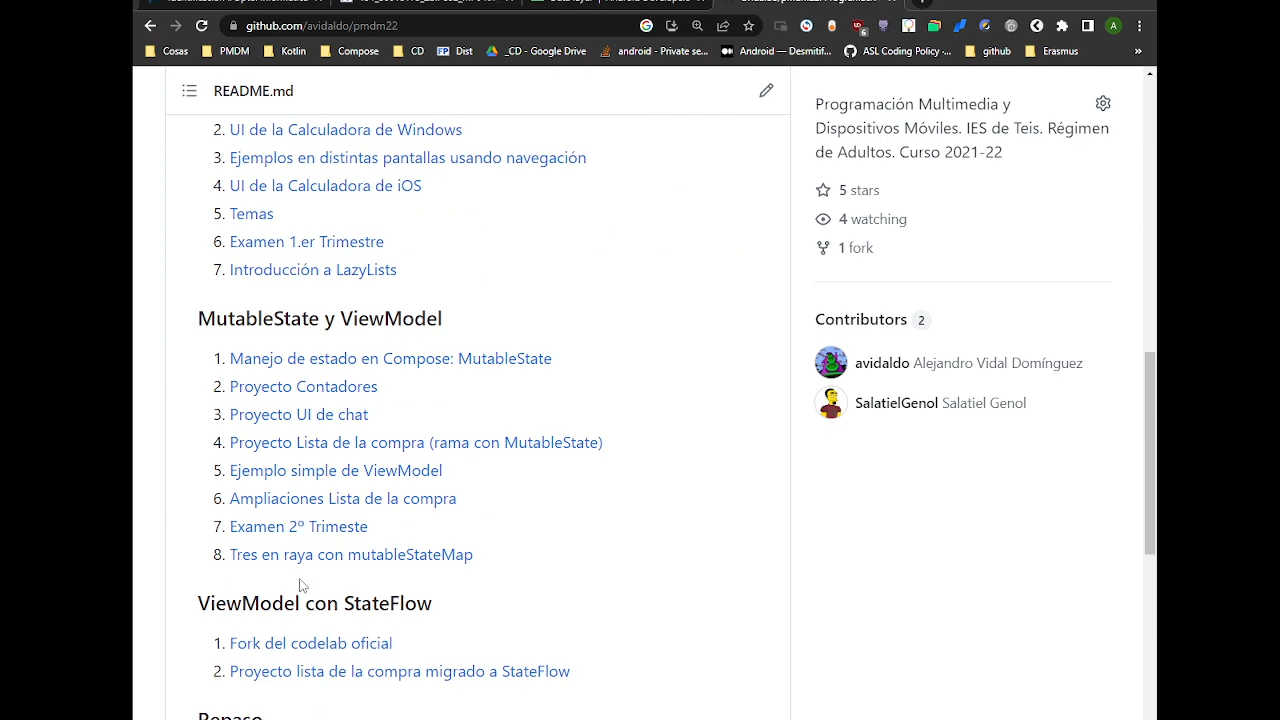 github.com/avidaldo/pmdm22
Cosas
PMDM
Kotlin
Compose
CD
Dist
_CD - Google Drive
android - Private se...
Android — Desmitif...
ASL Coding Policy -...
github
Erasmus
»
README.md
2. UI de la Calculadora de Windows
3. Ejemplos en distintas pantallas usando navegación
4. UI de la Calculadora de iOS
5. Temas
6. Examen 1.er Trimestre
7. Introducción a LazyLists
MutableState y ViewModel
1. Manejo de estado en Compose: MutableState
2. Proyecto Contadores
3. Proyecto UI de chat
4. Proyecto Lista de la compra (rama con MutableState)
5. Ejemplo simple de ViewModel
6. Ampliaciones Lista de la compra
7. Examen 2º Trimeste
8. Tres en raya con mutableStateMap
ViewModel con StateFlow
1. Fork del codelab oficial
2. Proyecto lista de la compra migrado a StateFlow
Repaso
Programación Multimedia y
Dispositivos Móviles. IES de Teis. Régimen
de Adultos. Curso 2021-22
5 stars
4 watching
1 fork
Contributors 2
avidaldo Alejandro Vidal Domínguez
SalatielGenol Salatiel Genol